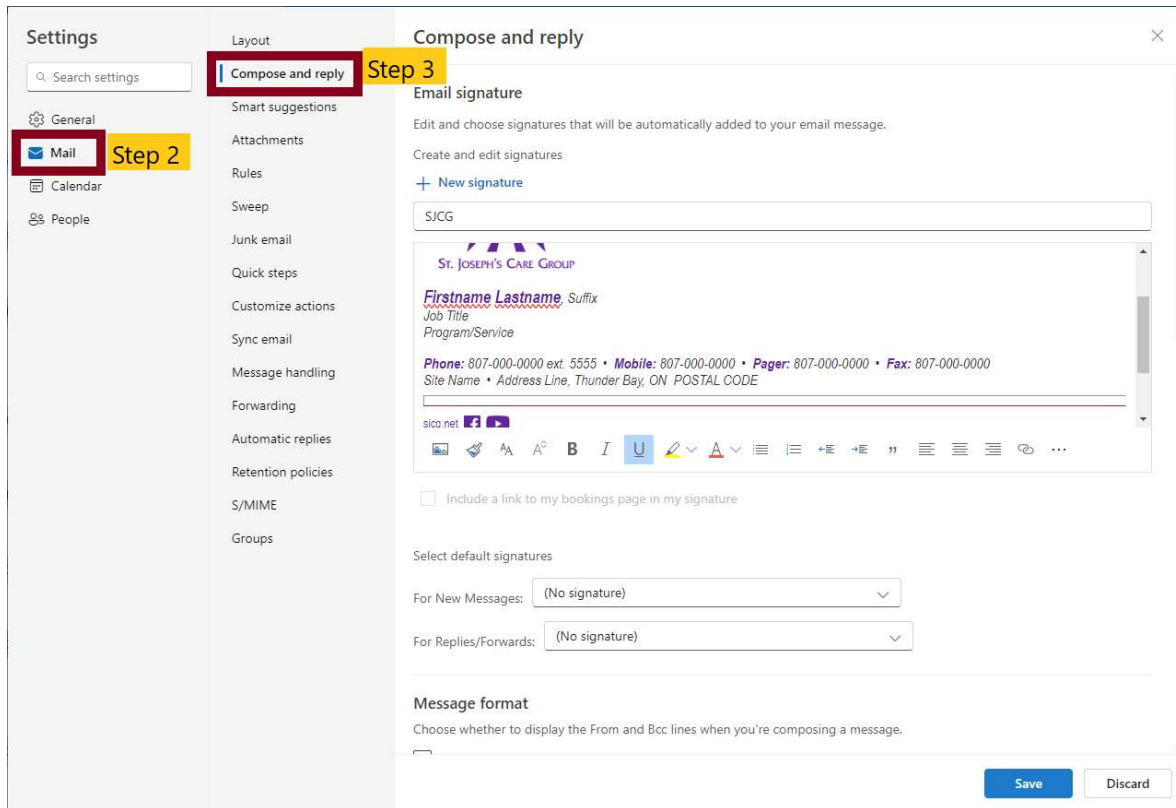 Settings
Search settings
General
Mail
Step 2
Calendar
People
Layout
Compose and reply
Step 3
Smart suggestions
Attachments
Rules
Sweep
Junk email
Quick steps
Customize actions
Sync email
Message handling
Forwarding
Automatic replies
Retention policies
S/MIME
Groups
Compose and reply
Email signature
Edit and choose signatures that will be automatically added to your email message.
Create and edit signatures
New signature
SJCG
ST. JOSEPH'S CARE GROUP
Firstname Lastname, Suffix
Job Title
Program/Service
Phone: 807-000-0000 ext. 5555 • Mobile: 807-000-0000 • Pager: 807-000-0000 • Fax: 807-000-0000
Site Name • Address Line, Thunder Bay, ON POSTAL CODE
Include a link to my bookings page in my signature
Select default signatures
For New Messages: (No signature)
For Replies/Forwards: (No signature)
Message format
Choose whether to display the From and Bcc lines when you're composing a message.
Save Discard